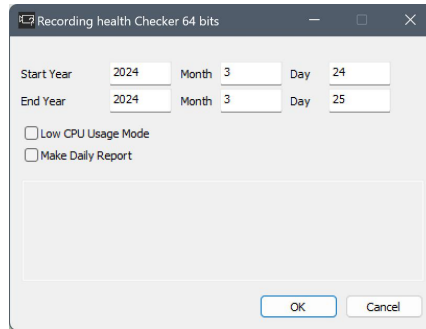 Recording health Checker 64 bits
Start Year 2024 Month 3 Day 24
End Year 2024 Month 3 Day 25
Low CPU Usage Mode
Make Daily Report
OK Cancel